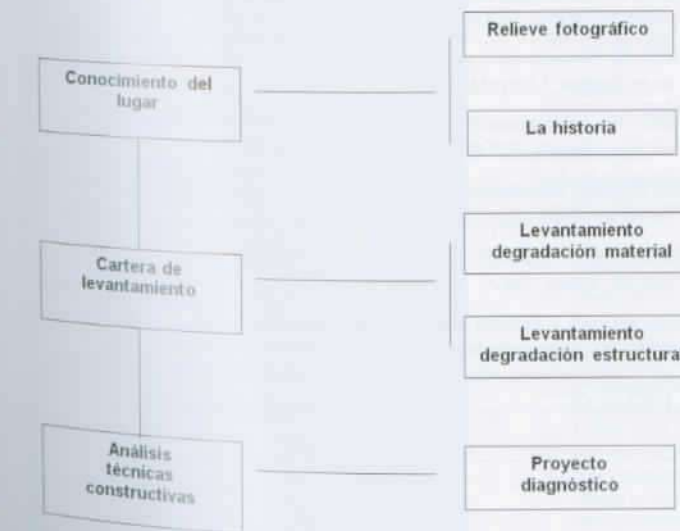 Relieve fotográfico
Conocimiento del
lugar
La historia
Levantamiento
degradación material
Cartera de
levantamiento
Levantamiento
degradación estructura
Análisis
técnicas
constructivas
Proyecto
diagnóstico